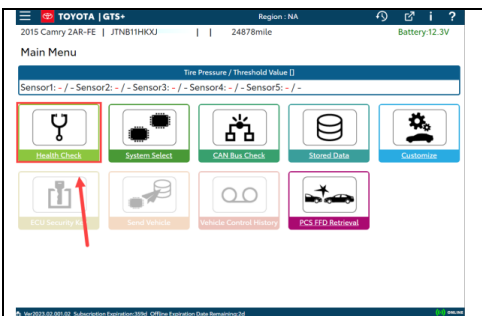 TOYOTA | GTS+ Region : NA i ?
2015 Camry 2AR-FE | JTNB11HKXJ | | 24878mile Battery:12.3V
Main Menu
Tire Pressure / Threshold Value []
Sensor1: - / - Sensor2: - / - Sensor3: - / - Sensor4: - / - Sensor5: - / -
Health Check System Select CAN Bus Check Stored Data Customize
ECU Security Key Send Vehicle Vehicle Control History PCS FFD Retrieval
Ver2023.02.001.02 Subscription Expiration:359d Offline Expiration Date Remaining:2d ONLINE